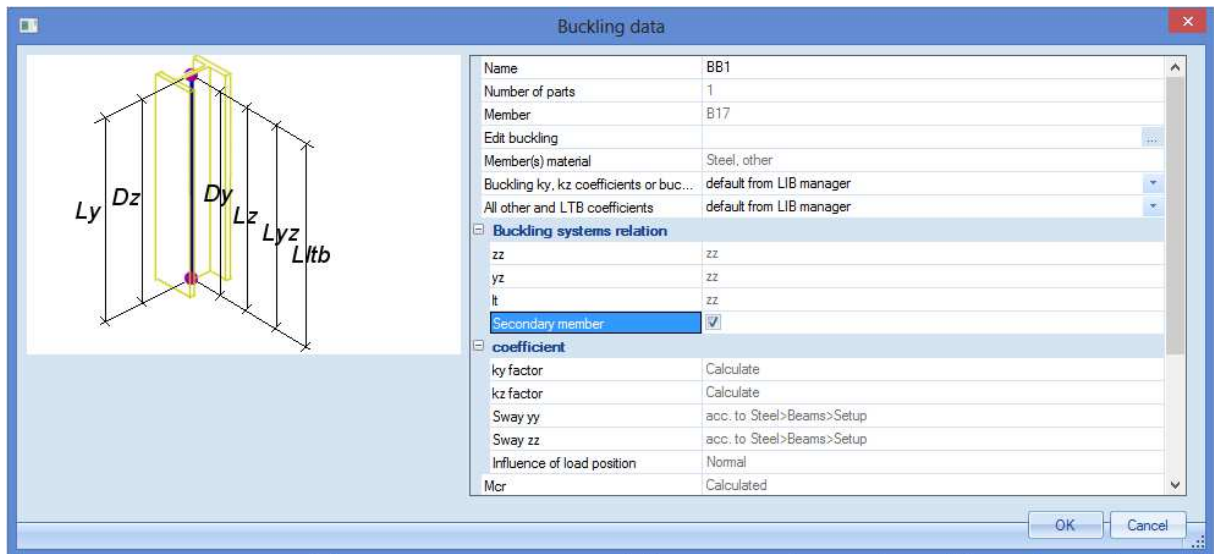 Buckling data
Ly
Dz
Dy
Lz
Lyz
Lltb
Name BB1
Number of parts 1
Member B17
Edit buckling ...
Member(s) material Steel, other
Buckling ky, kz coefficients or buc... default from LIB manager
All other and LTB coefficients default from LIB manager
Buckling systems relation
zz zz
yz zz
lt zz
Secondary member
coefficient
ky factor Calculate
kz factor Calculate
Sway yy acc. to Steel>Beams>Setup
Sway zz acc. to Steel>Beams>Setup
Influence of load position Normal
Mcr Calculated
OK Cancel